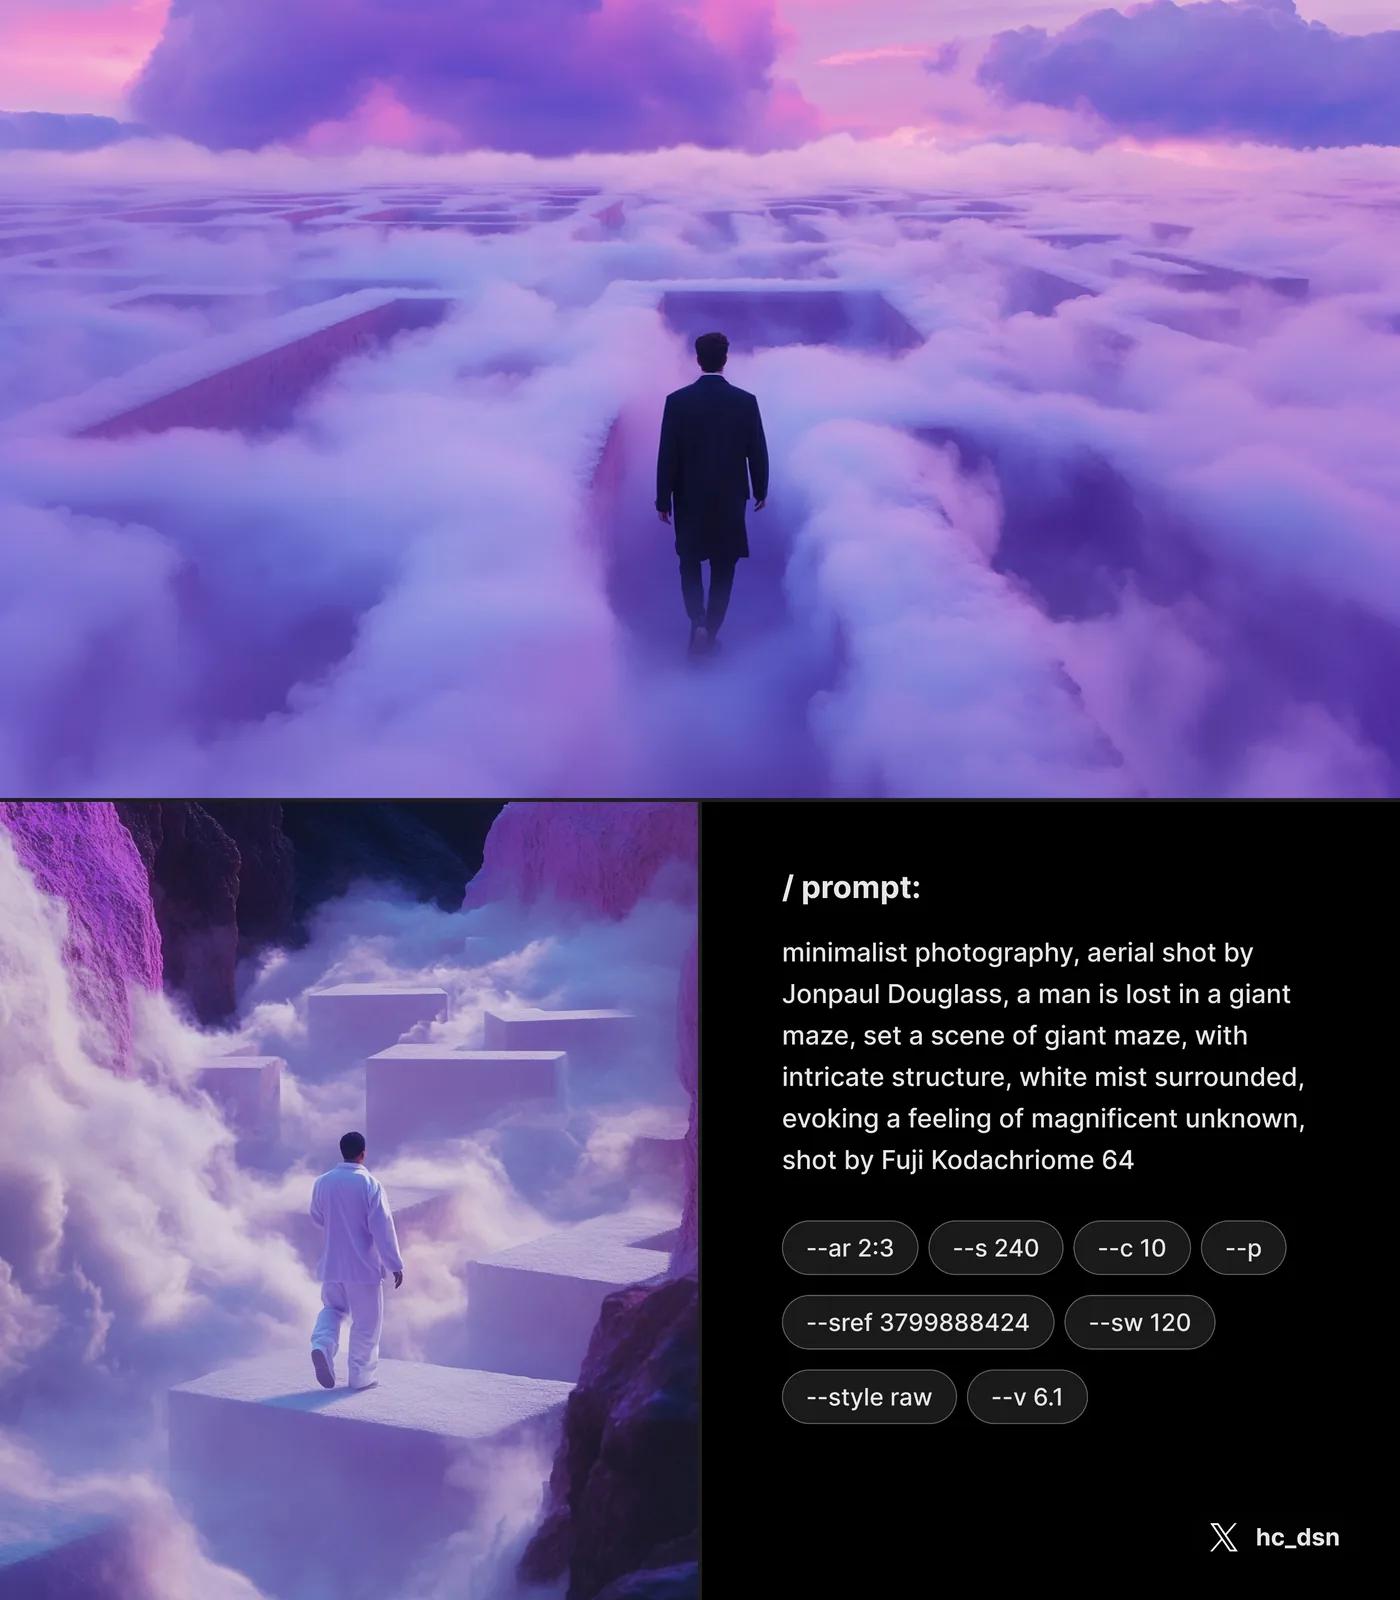 / prompt:
minimalist photography, aerial shot by
Jonpaul Douglass, a man is lost in a giant
maze, set a scene of giant maze, with
intricate structure, white mist surrounded,
evoking a feeling of magnificent unknown,
shot by Fuji Kodachriome 64
--ar 2:3 --s 240 --c 10 --p
--sref 3799888424 --sw 120
--style raw --v 6.1
hc_dsn